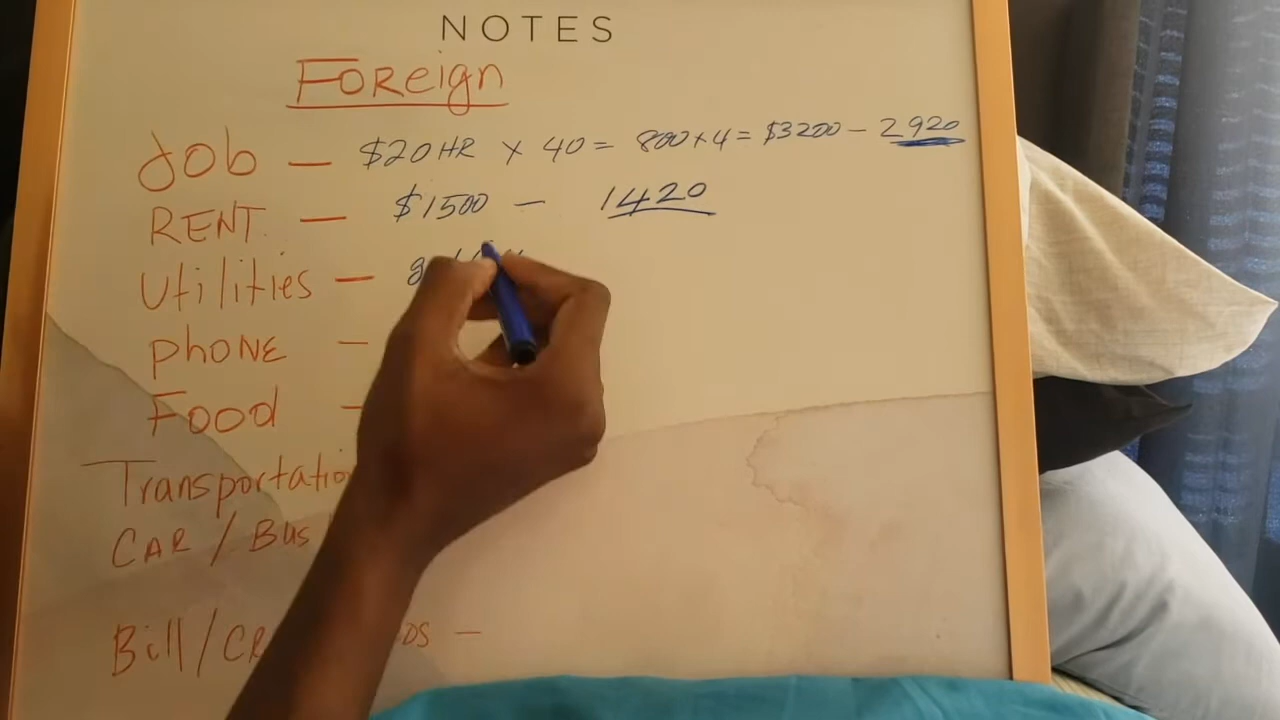 NOTES
Foreign
Job — $20HR x 40 = 800x4 = $3200 — 2920
RENT — $1500 — 1420
Utilities —
PHONE —
Food —
Transportatio
CAR / Bus
Bill/CR DS —